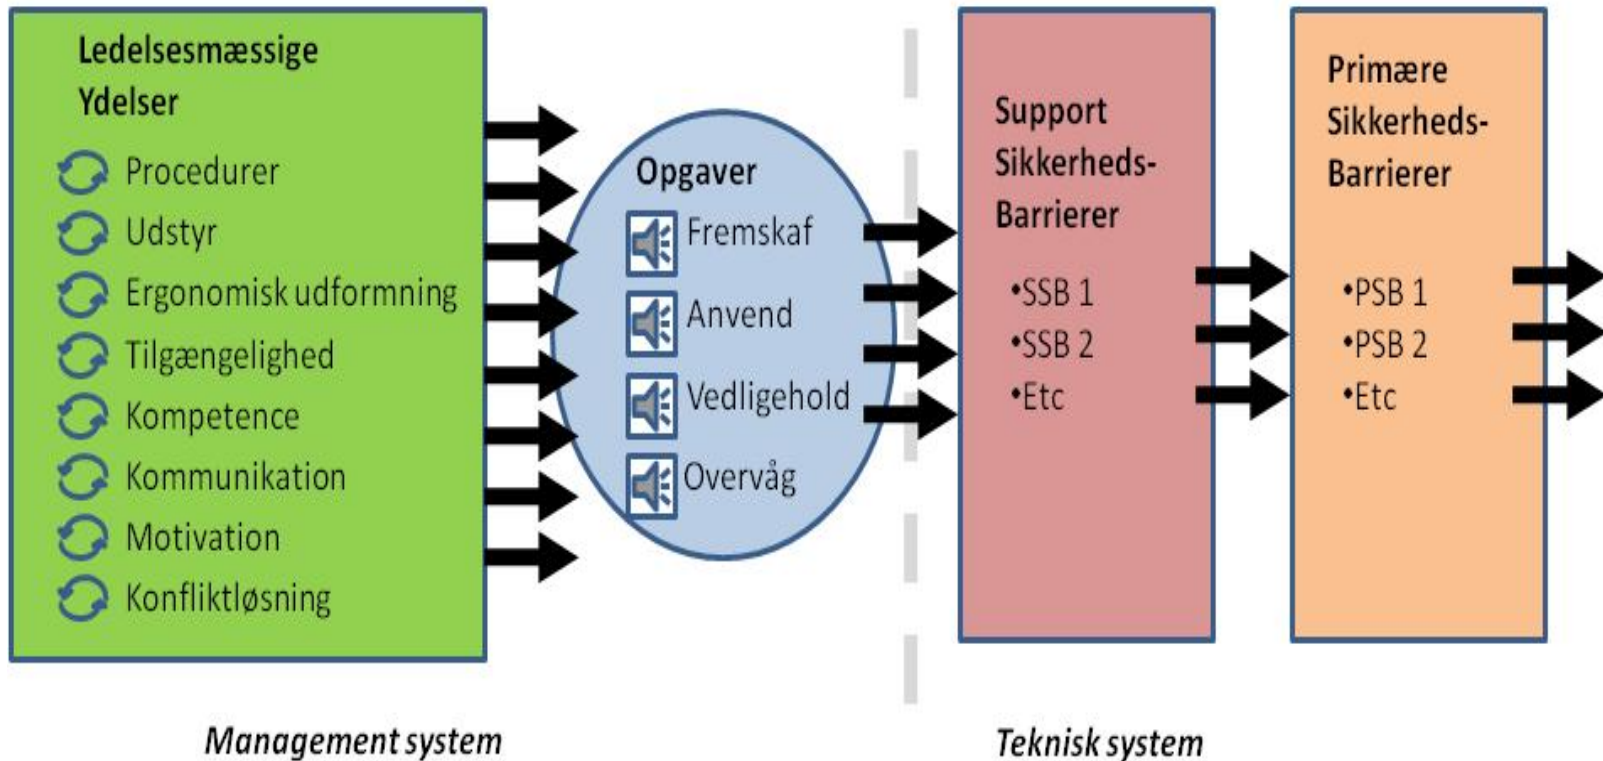 Ledelsesmæssige
Ydelser
Procedurer
Udstyr
Ergonomisk udformning
Tilgængelighed
Kompetence
Kommunikation
Motivation
Konfliktløsning
Opgaver
Fremskaf
Anvend
Vedligehold
Overvåg
Support
Sikkerheds-
Barrierer
•SSB 1
•SSB 2
•Etc
Primære
Sikkerheds-
Barrierer
•PSB 1
•PSB 2
•Etc
Management system
Teknisk system